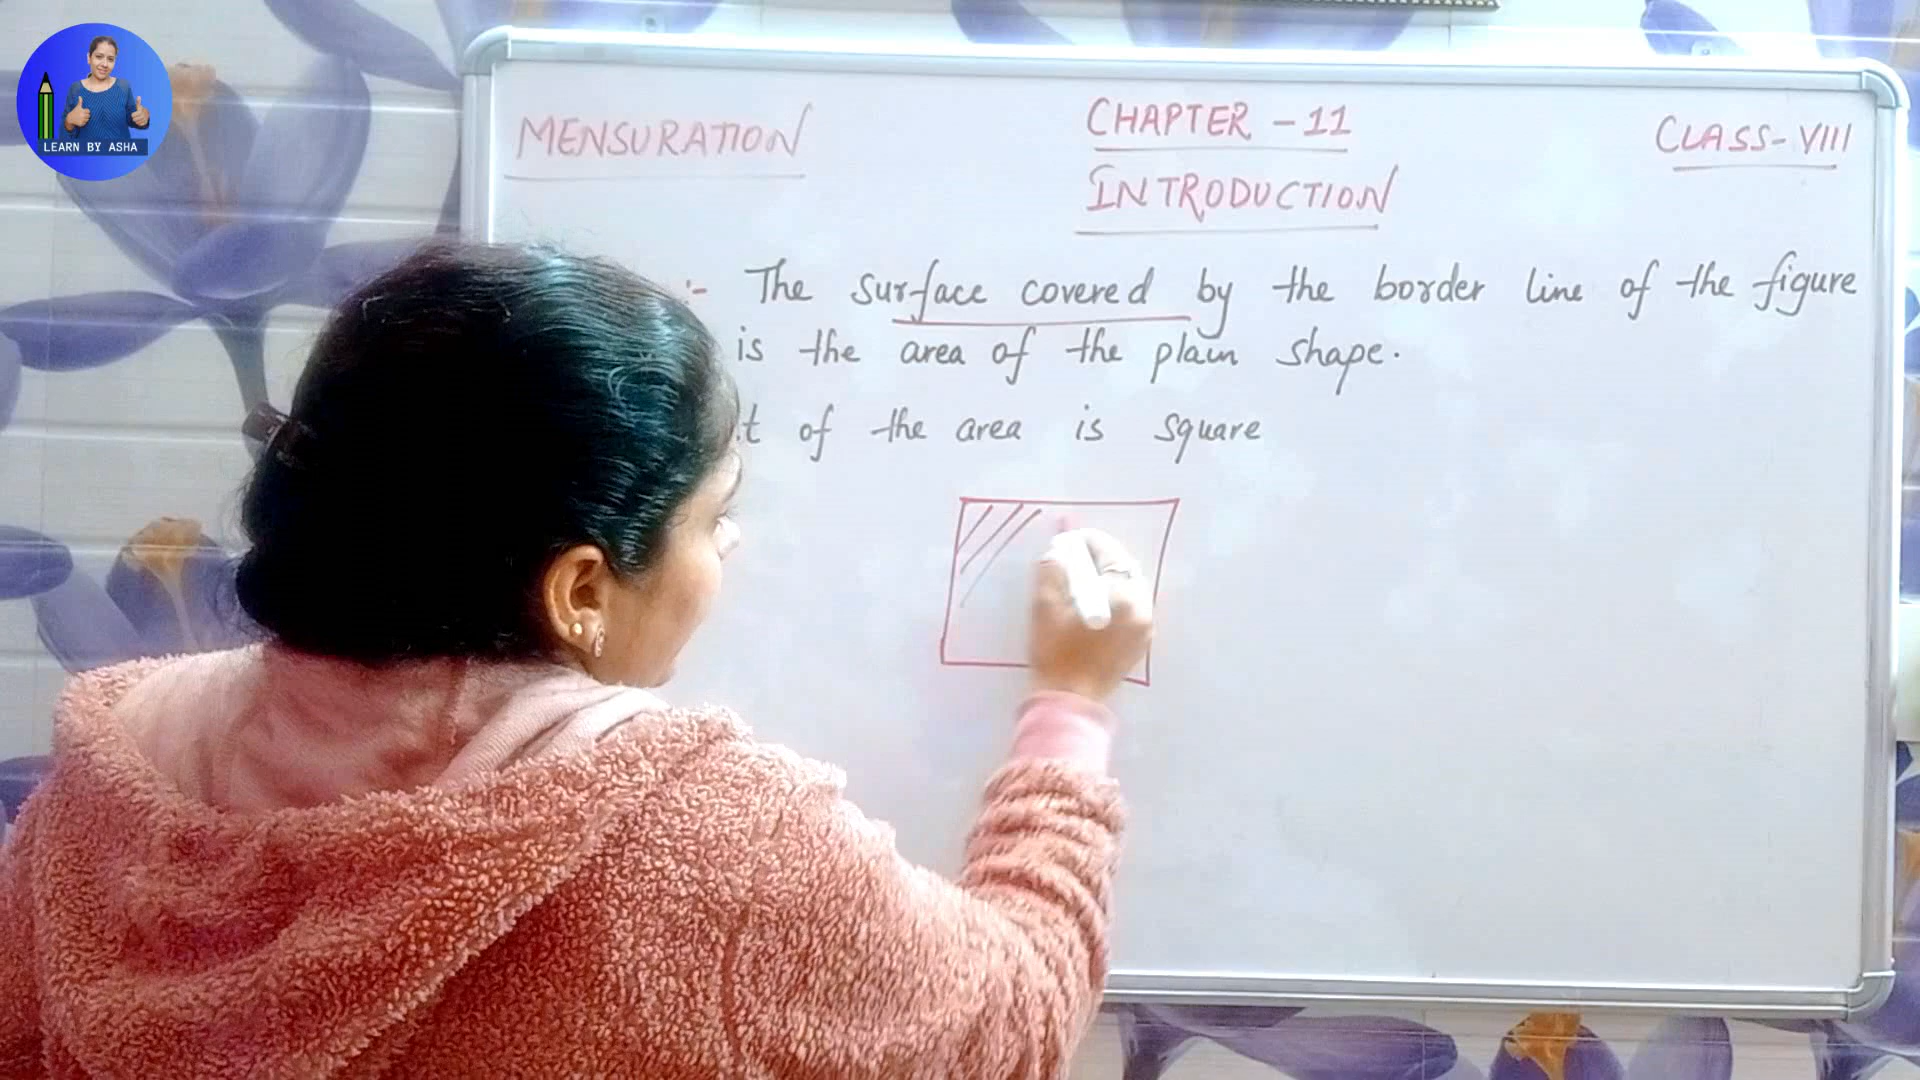 LEARN BY ASHA
MENSURATION
CHAPTER - 11
CLASS - VIII
INTRODUCTION
:- The surface covered by the border line of the figure
is the area of the plain shape.
of the area is square